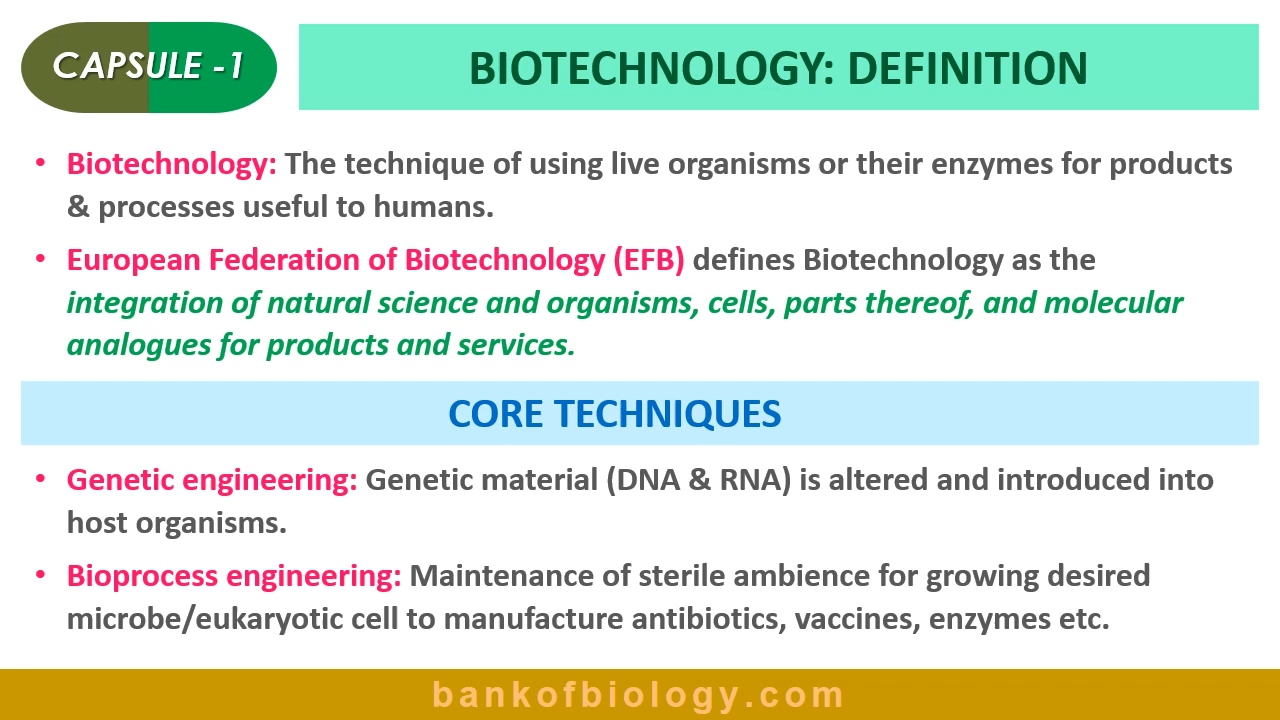 CAPSULE -1
BIOTECHNOLOGY: DEFINITION
• Biotechnology: The technique of using live organisms or their enzymes for products
& processes useful to humans.
• European Federation of Biotechnology (EFB) defines Biotechnology as the
integration of natural science and organisms, cells, parts thereof, and molecular
analogues for products and services.
CORE TECHNIQUES
• Genetic engineering: Genetic material (DNA & RNA) is altered and introduced into
host organisms.
• Bioprocess engineering: Maintenance of sterile ambience for growing desired
microbe/eukaryotic cell to manufacture antibiotics, vaccines, enzymes etc.
bankofbiology.com